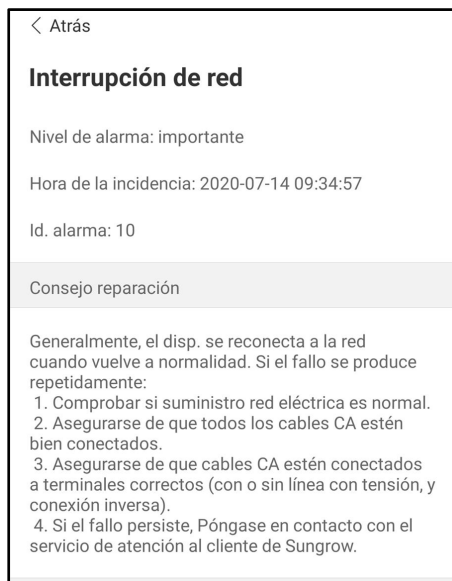 < Atrás
Interrupción de red
Nivel de alarma: importante
Hora de la incidencia: 2020-07-14 09:34:57
Id. alarma: 10
Consejo reparación
Generalmente, el disp. se reconecta a la red
cuando vuelve a normalidad. Si el fallo se produce
repetidamente:
1. Comprobar si suministro red eléctrica es normal.
2. Asegurarse de que todos los cables CA estén
bien conectados.
3. Asegurarse de que cables CA estén conectados
a terminales correctos (con o sin línea con tensión, y
conexión inversa).
4. Si el fallo persiste, Póngase en contacto con el
servicio de atención al cliente de Sungrow.